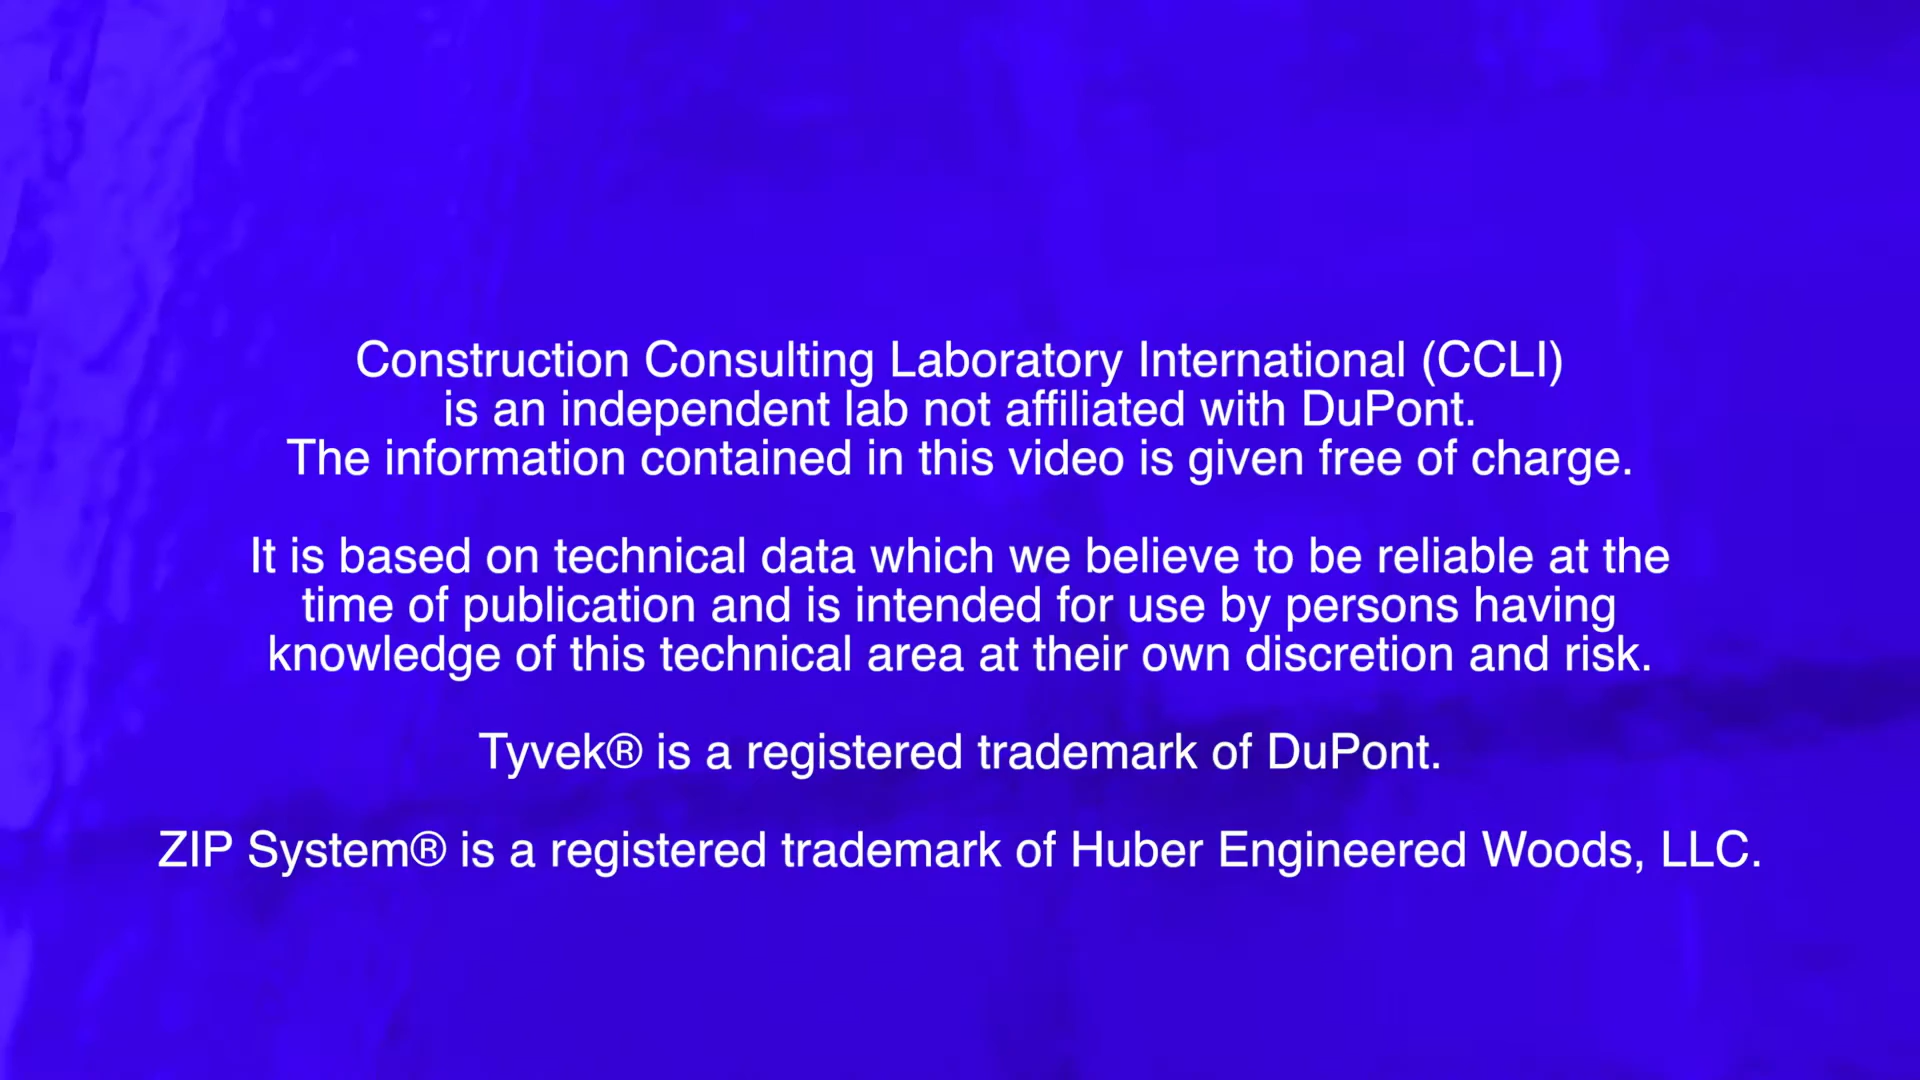 Construction Consulting Laboratory International (CCLI)
is an independent lab not affiliated with DuPont.
The information contained in this video is given free of charge.
It is based on technical data which we believe to be reliable at the
time of publication and is intended for use by persons having
knowledge of this technical area at their own discretion and risk.
Tyvek® is a registered trademark of DuPont.
ZIP System® is a registered trademark of Huber Engineered Woods, LLC.